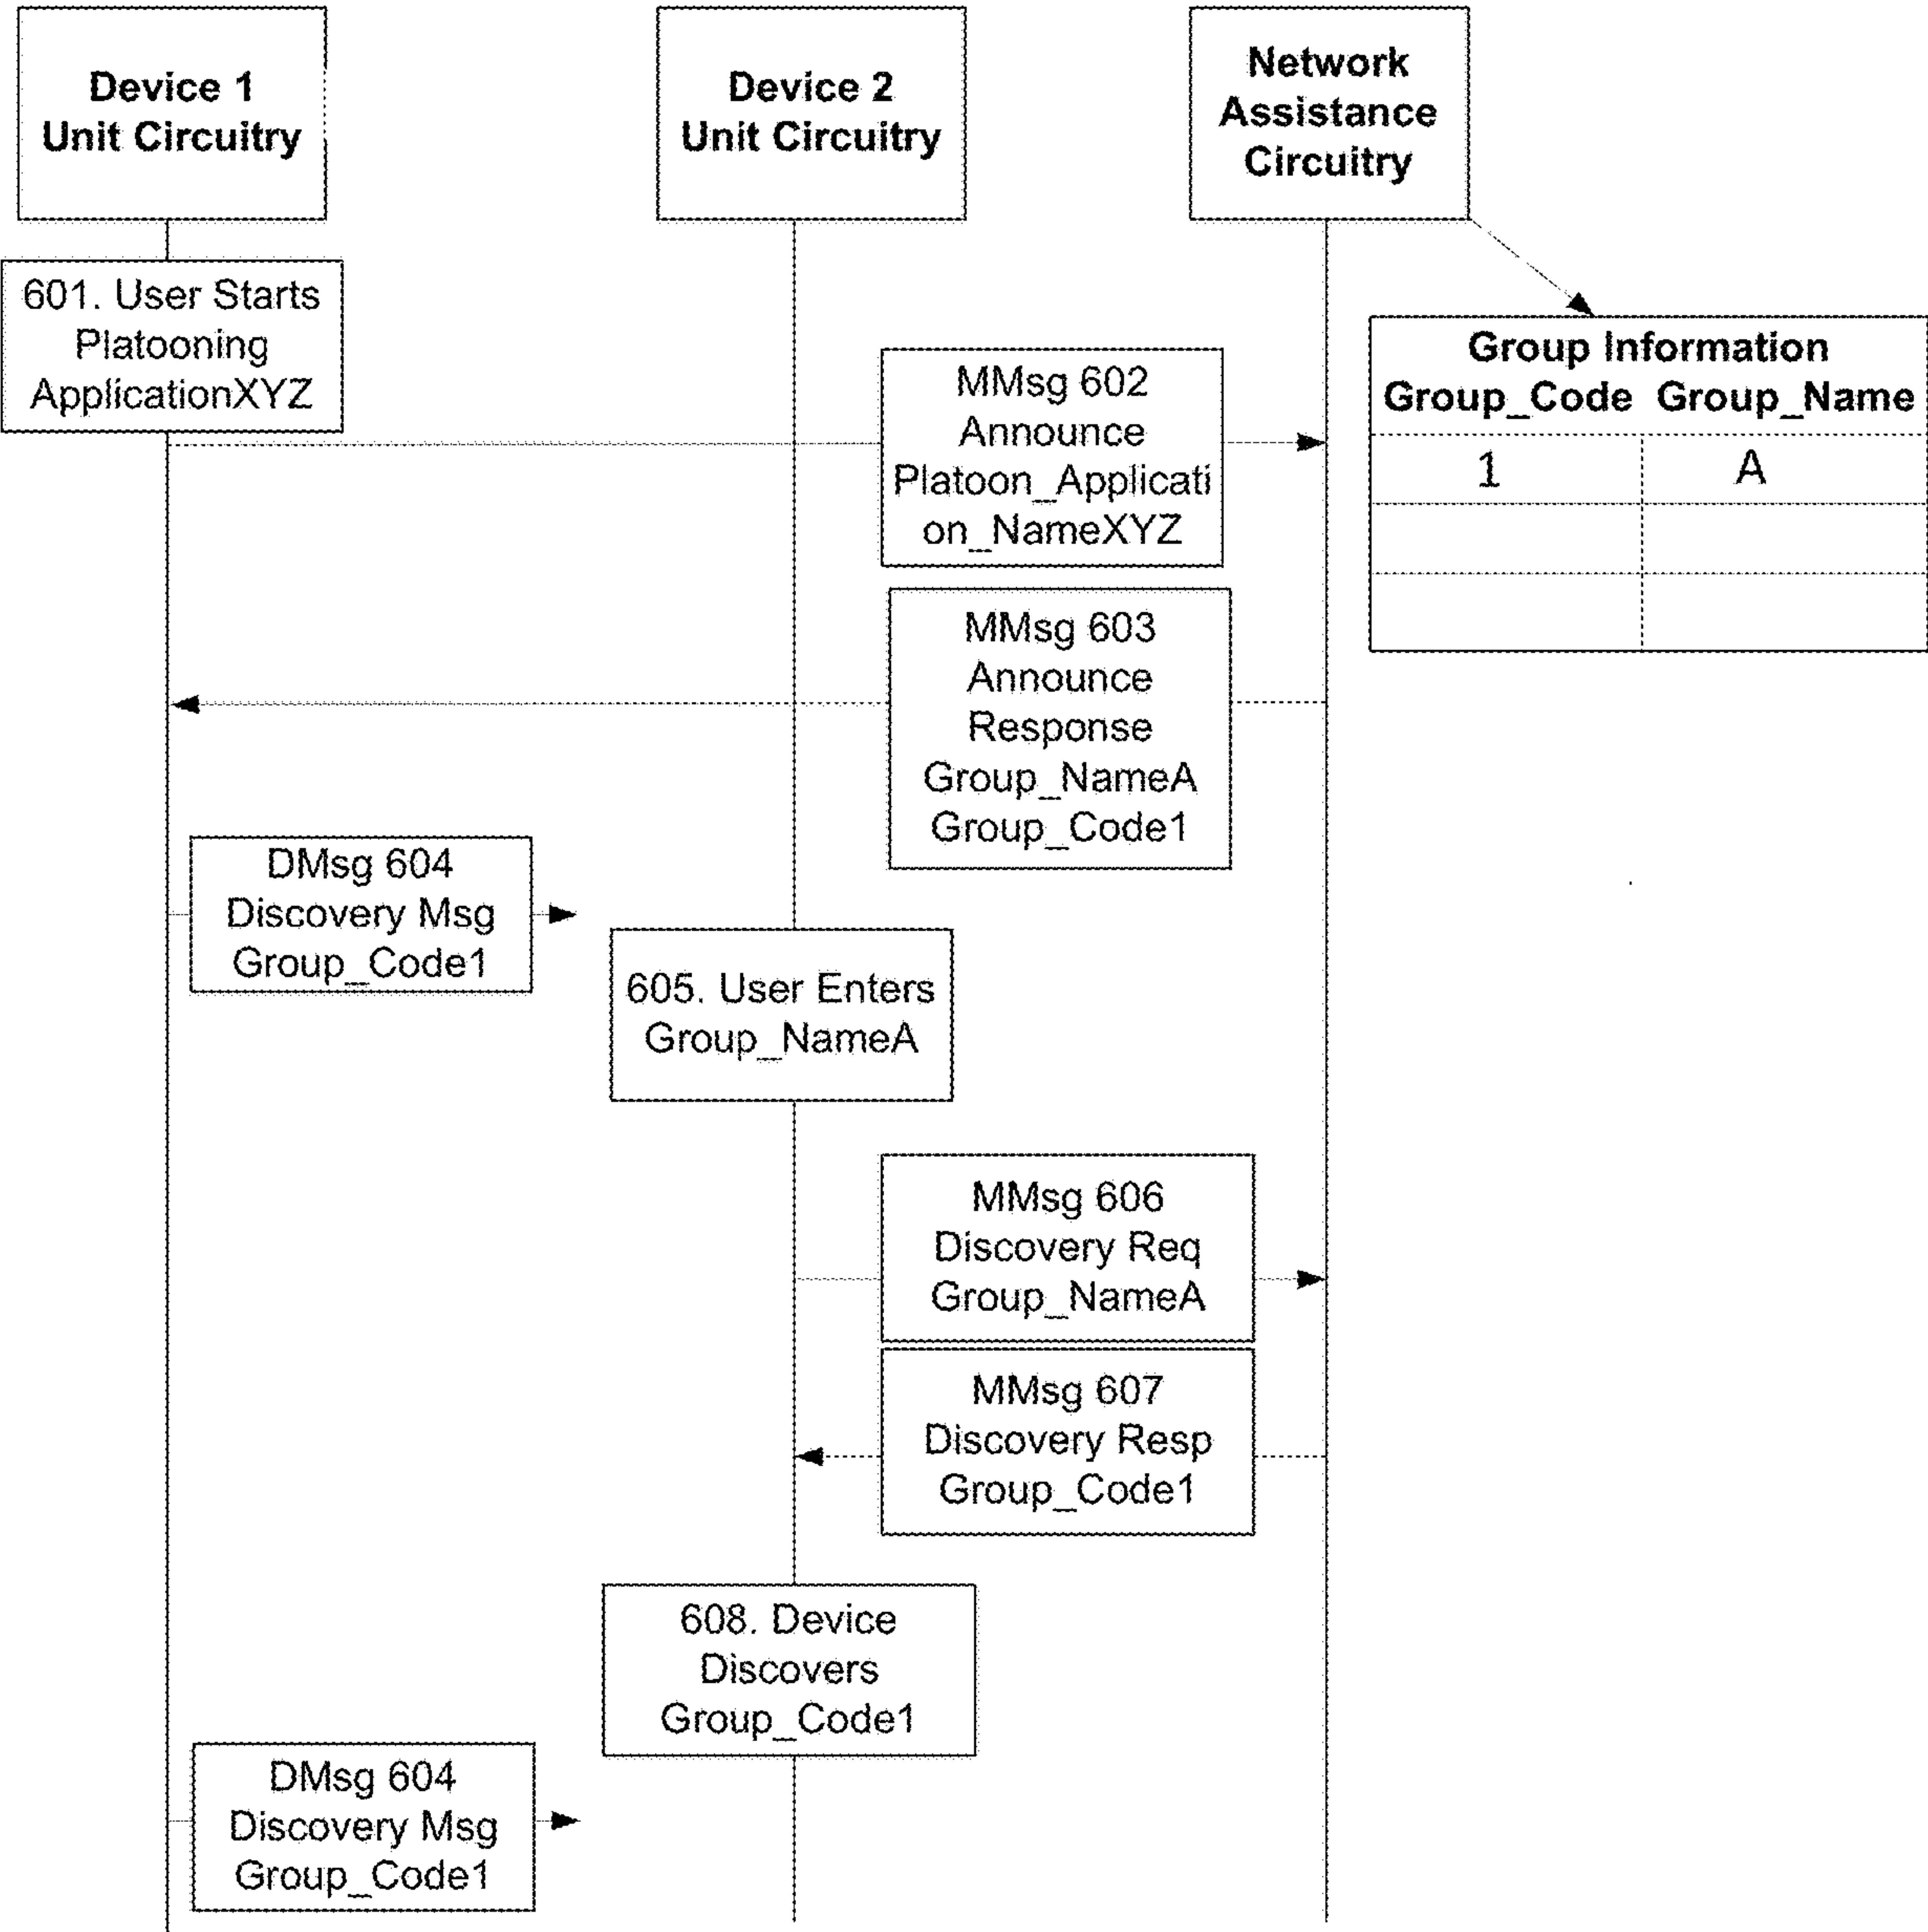 Device 1
Unit Circuitry
Device 2
Unit Circuitry
Network
Assistance
Circuitry
601. User Starts
Platooning
ApplicationXYZ
Group Information
Group_Code Group_Name
1 A
MMsg 602
Announce
Platoon_Applicati
on_NameXYZ
MMsg 603
Announce
Response
Group_NameA
Group_Code1
DMsg 604
Discovery Msg
Group_Code1
605. User Enters
Group_NameA
MMsg 606
Discovery Req
Group_NameA
MMsg 607
Discovery Resp
Group_Code1
608. Device
Discovers
Group_Code1
DMsg 604
Discovery Msg
Group_Code1